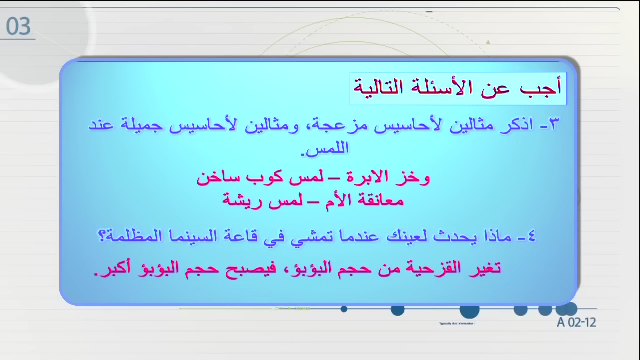 03
أجب عن الأسئلة التالية
٣- اذكر مثالين لأحاسيس مزعجة، ومثالين لأحاسيس جميلة عند
اللمس.
وخز الابرة – لمس كوب ساخن
معانقة الأم – لمس ريشة
٤- ماذا يحدث لعينك عندما تمشي في قاعة السينما المظلمة؟
تغير القزحية من حجم البؤبؤ، فيصبح حجم البؤبؤ أكبر.
A 02-12